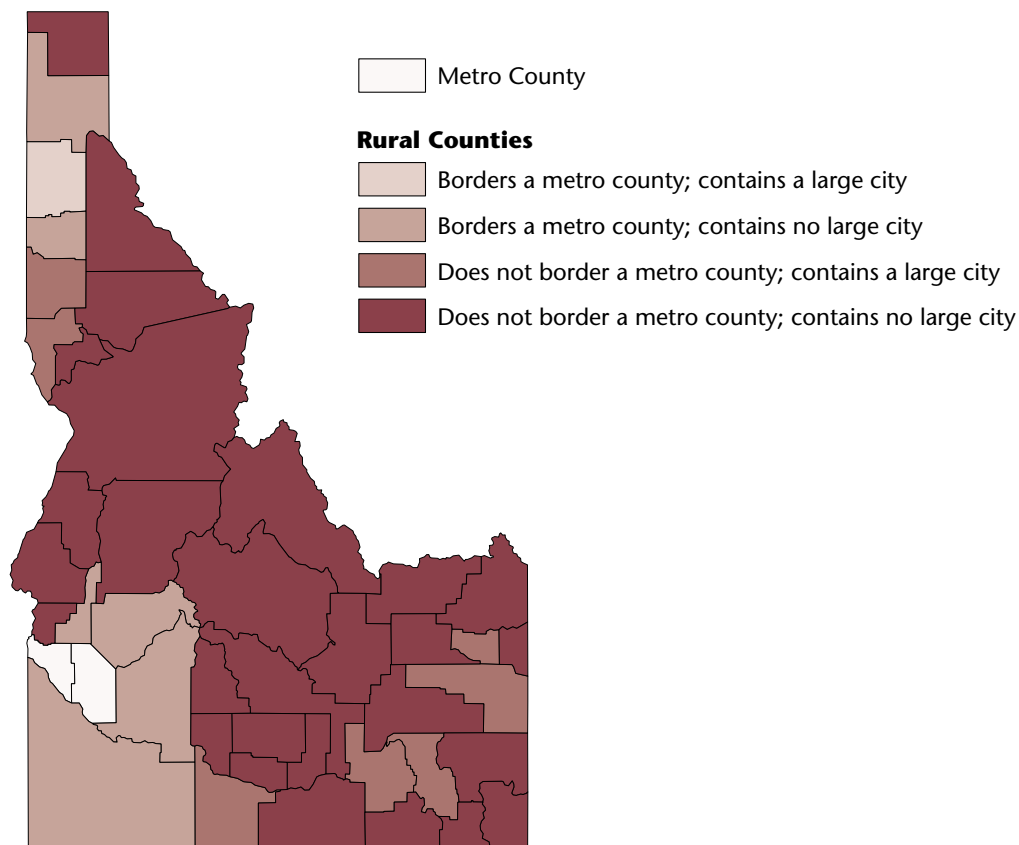 Metro County
Rural Counties
Borders a metro county; contains a large city
Borders a metro county; contains no large city
Does not border a metro county; contains a large city
Does not border a metro county; contains no large city